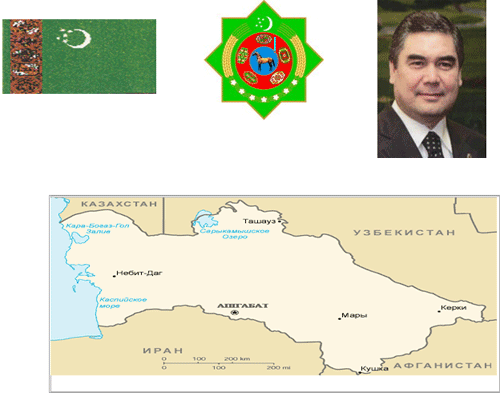 КАЗАХСТАН
Ташауз
Кара-Богаз-Гол
Залив
Сарыкамышское
Озеро
УЗБЕКИСТАН
Небит-Даг
Каспийское
море
АШГАБАТ
Мары
Керки
ИРАН
0 100 200 km
0 100 200 mi
Кушка
АФГАНИСТАН